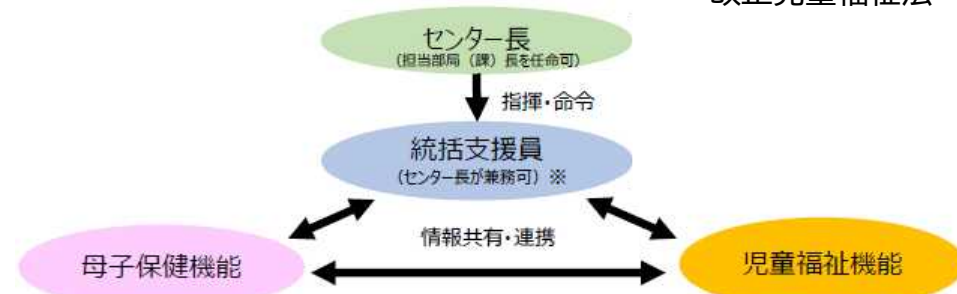 改正児童福祉法
センター長
(担当部局（課）長を任命可)
指揮・命令
統括支援員
(センター長が兼務可) ※
情報共有・連携
母子保健機能
児童福祉機能